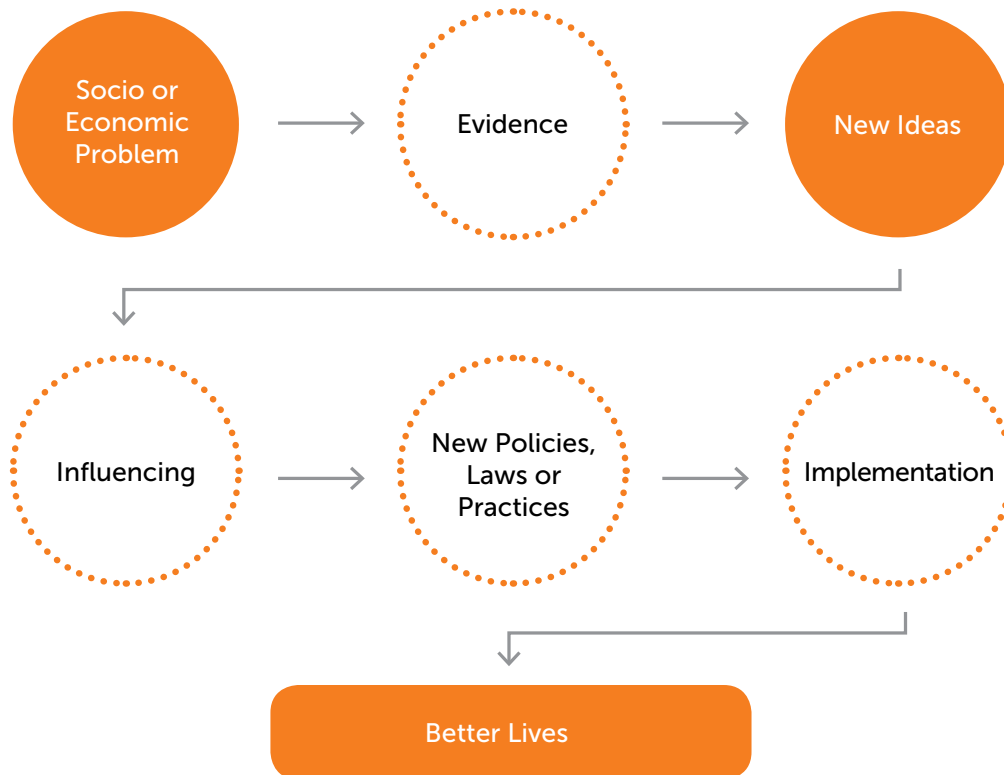 Socio or
Economic
Problem
Evidence
New Ideas
Influencing
New Policies,
Laws or
Practices
Implementation
Better Lives